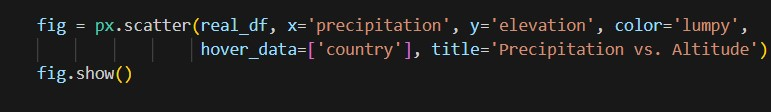 fig = px.scatter(real_df, x='precipitation', y='elevation', color='lumpy',
hover_data=['country'], title='Precipitation vs. Altitude')
fig.show()